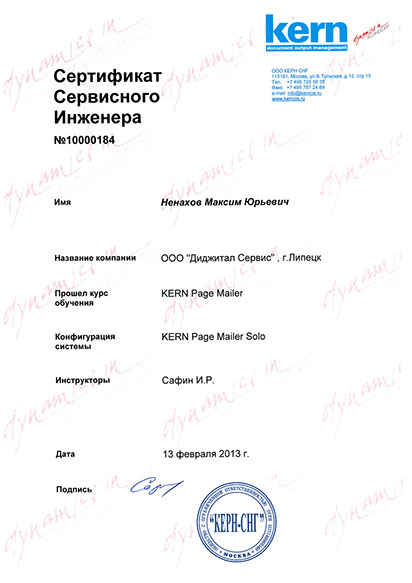 kern
document output management
dynamics in
ООО КЕРН-СНГ
115191, Москва, ул.Б.Тульская, д.10, стр.10
Тел. +7 495 725 06 35
Факс +7 495 787 24 69
e-mail: info@kerncis.ru
www.kerncis.ru
Сертификат
Сервисного
Инженера
№10000184
Имя Ненахов Максим Юрьевич
Название компании ООО "Диджитал Сервис" , г.Липецк
Прошел курс обучения KERN Page Mailer
Конфигурация системы KERN Page Mailer Solo
Инструкторы Сафин И.Р.
Дата 13 февраля 2013 г.
Подпись
"КЕРН-СНГ"
МОСКВА